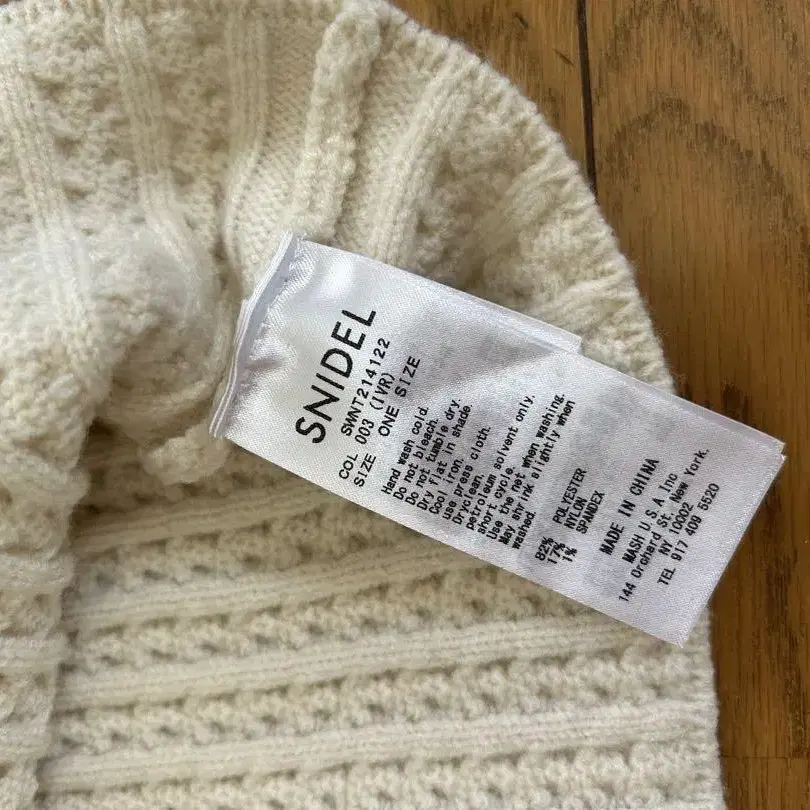 SNIDEL
SWNT214122
COL 003 (IVR)
SIZE ONE SIZE
Hand wash cold.
Do not bleach.
Do not tumble dry.
Dry flat in shade.
Cool iron.
use press cloth.
Dryclean,
petroleum solvent only.
short cycle.
Use the net when washing.
May shrink slightly when
washed.
82% POLYESTER
17% NYLON
1% SPANDEX
MADE IN CHINA
MASH U S A Inc
144 Orchard St. New York.
NY 10002
TEL 917 409 5520